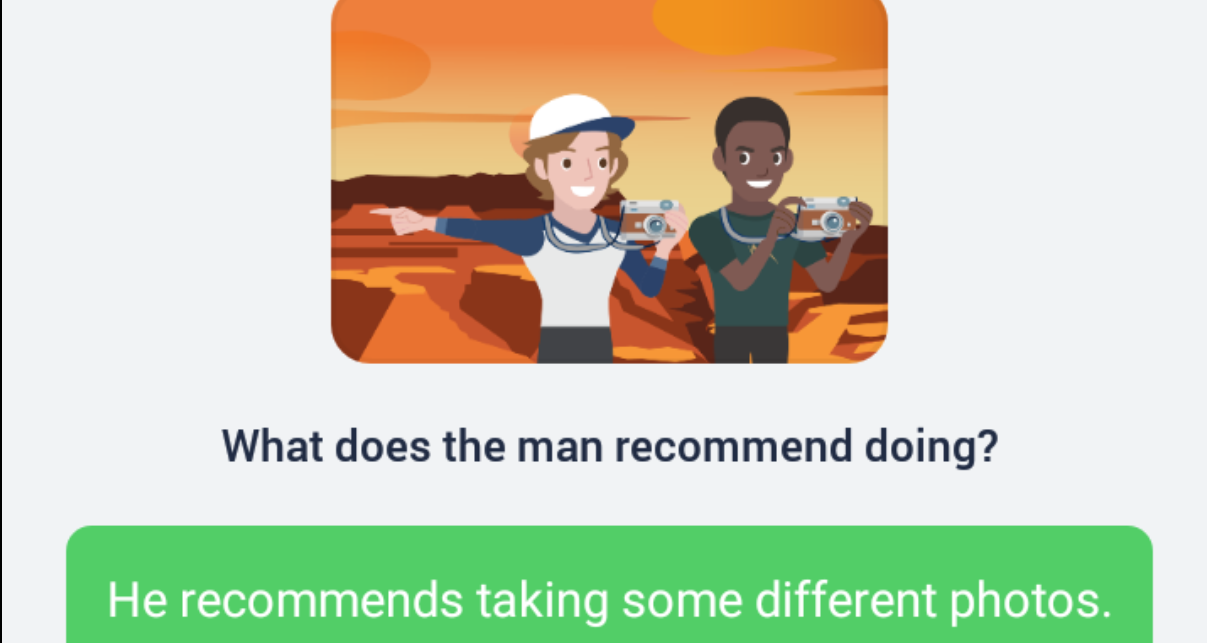 What does the man recommend doing?
He recommends taking some different photos.